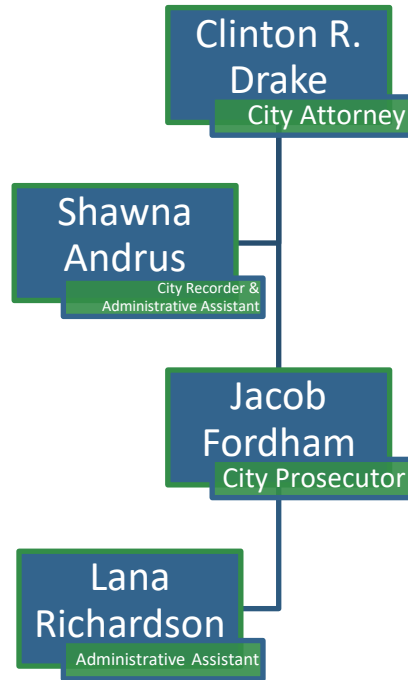 Clinton R.
Drake
City Attorney
Shawna
Andrus
City Recorder &
Administrative Assistant
Jacob
Fordham
City Prosecutor
Lana
Richardson
Administrative Assistant